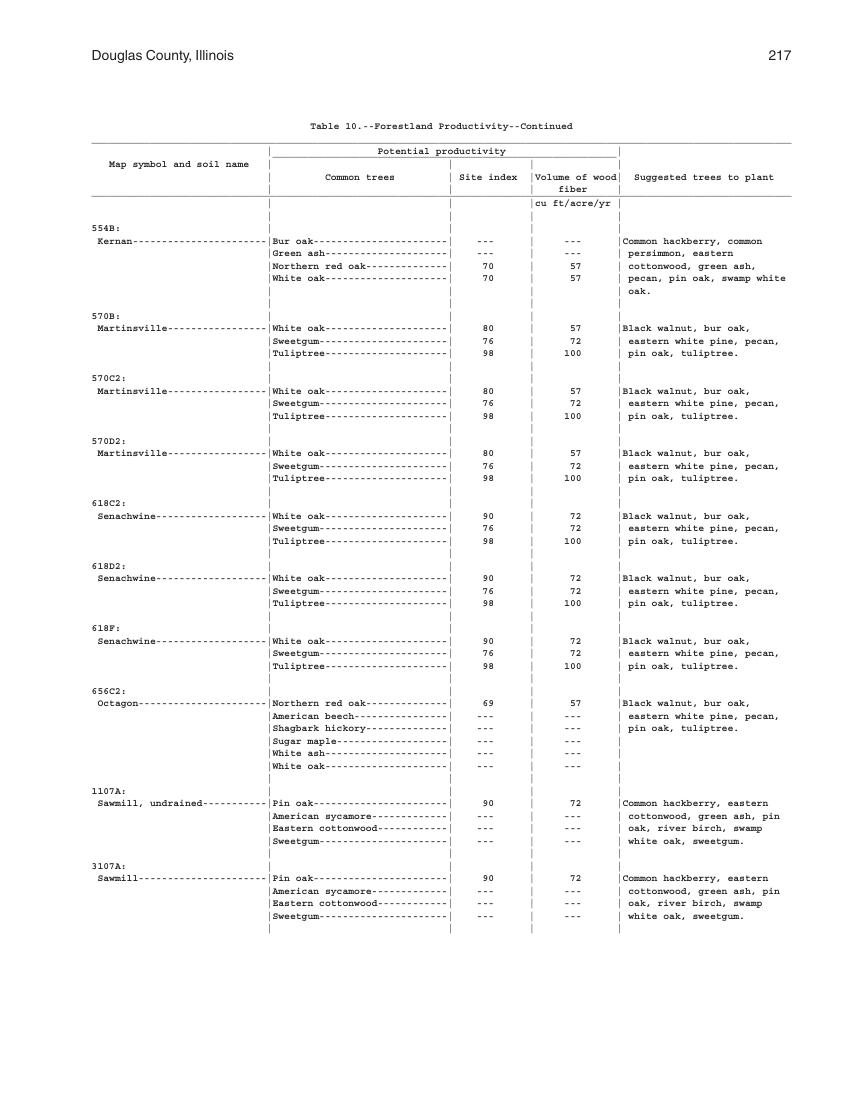 Douglas County, Illinois 217
Table 10.--Forestland Productivity--Continued
Potential productivity
Map symbol and soil name
Common trees Site index Volume of wood Suggested trees to plant
fiber
cu ft/acre/yr
554B:
Kernan----------------------- Bur oak----------------------- --- --- Common hackberry, common
Green ash---------------------- --- --- persimmon, eastern
Northern red oak-------------- 70 57 cottonwood, green ash,
White oak--------------------- 70 57 pecan, pin oak, swamp white
oak.
570B:
Martinsville----------------- White oak--------------------- 80 57 Black walnut, bur oak,
Sweetgum---------------------- 76 72 eastern white pine, pecan,
Tuliptree--------------------- 98 100 pin oak, tuliptree.
570C2:
Martinsville----------------- White oak--------------------- 80 57 Black walnut, bur oak,
Sweetgum---------------------- 76 72 eastern white pine, pecan,
Tuliptree--------------------- 98 100 pin oak, tuliptree.
570D2:
Martinsville----------------- White oak--------------------- 80 57 Black walnut, bur oak,
Sweetgum---------------------- 76 72 eastern white pine, pecan,
Tuliptree--------------------- 98 100 pin oak, tuliptree.
618C2:
Senachwine------------------- White oak--------------------- 90 72 Black walnut, bur oak,
Sweetgum---------------------- 76 72 eastern white pine, pecan,
Tuliptree--------------------- 98 100 pin oak, tuliptree.
618D2:
Senachwine------------------- White oak--------------------- 90 72 Black walnut, bur oak,
Sweetgum---------------------- 76 72 eastern white pine, pecan,
Tuliptree--------------------- 98 100 pin oak, tuliptree.
618F:
Senachwine------------------- White oak--------------------- 90 72 Black walnut, bur oak,
Sweetgum---------------------- 76 72 eastern white pine, pecan,
Tuliptree--------------------- 98 100 pin oak, tuliptree.
656C2:
Octagon---------------------- Northern red oak-------------- 69 57 Black walnut, bur oak,
American beech---------------- --- --- eastern white pine, pecan,
Shagbark hickory-------------- --- --- pin oak, tuliptree.
Sugar maple------------------- --- ---
White ash--------------------- --- ---
White oak--------------------- --- ---
1107A:
Sawmill, undrained----------- Pin oak----------------------- 90 72 Common hackberry, eastern
American sycamore------------- --- --- cottonwood, green ash, pin
Eastern cottonwood------------ --- --- oak, river birch, swamp
Sweetgum---------------------- --- --- white oak, sweetgum.
3107A:
Sawmill---------------------- Pin oak----------------------- 90 72 Common hackberry, eastern
American sycamore------------- --- --- cottonwood, green ash, pin
Eastern cottonwood------------ --- --- oak, river birch, swamp
Sweetgum---------------------- --- --- white oak, sweetgum.